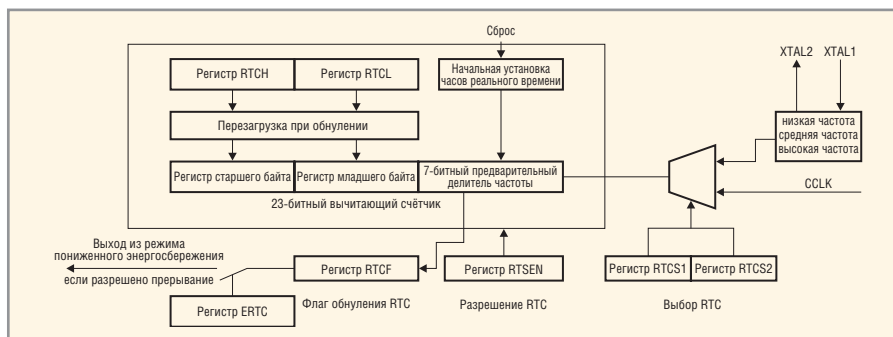 Сброс
XTAL2 XTAL1
Регистр RTCH Регистр RTCL
Начальная установка
часов реального времени
Перезагрузка при обнулении
низкая частота
средняя частота
высокая частота
Регистр старшего байта Регистр младшего байта
7-битный предварительный
делитель частоты
CCLK
23-битный вычитающий счётчик
Выход из режима
пониженного энергосбережения
если разрешено прерывание
Регистр RTCF
Регистр RTSEN
Регистр RTCS1 Регистр RTCS2
Регистр ERTC
Флаг обнуления RTC
Разрешение RTC
Выбор RTC